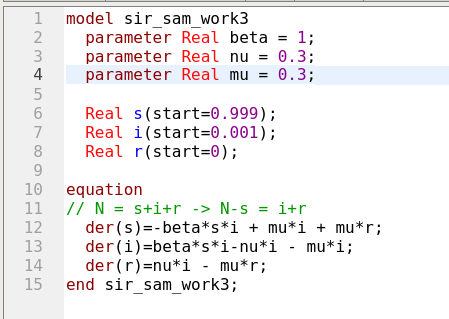 1 model sir_sam_work3
2   parameter Real beta = 1;
3   parameter Real nu = 0.3;
4   parameter Real mu = 0.3;
5
6   Real s(start=0.999);
7   Real i(start=0.001);
8   Real r(start=0);
9
10 equation
11 // N = s+i+r -> N-s = i+r
12   der(s)=-beta*s*i + mu*i + mu*r;
13   der(i)=beta*s*i-nu*i - mu*i;
14   der(r)=nu*i - mu*r;
15 end sir_sam_work3;